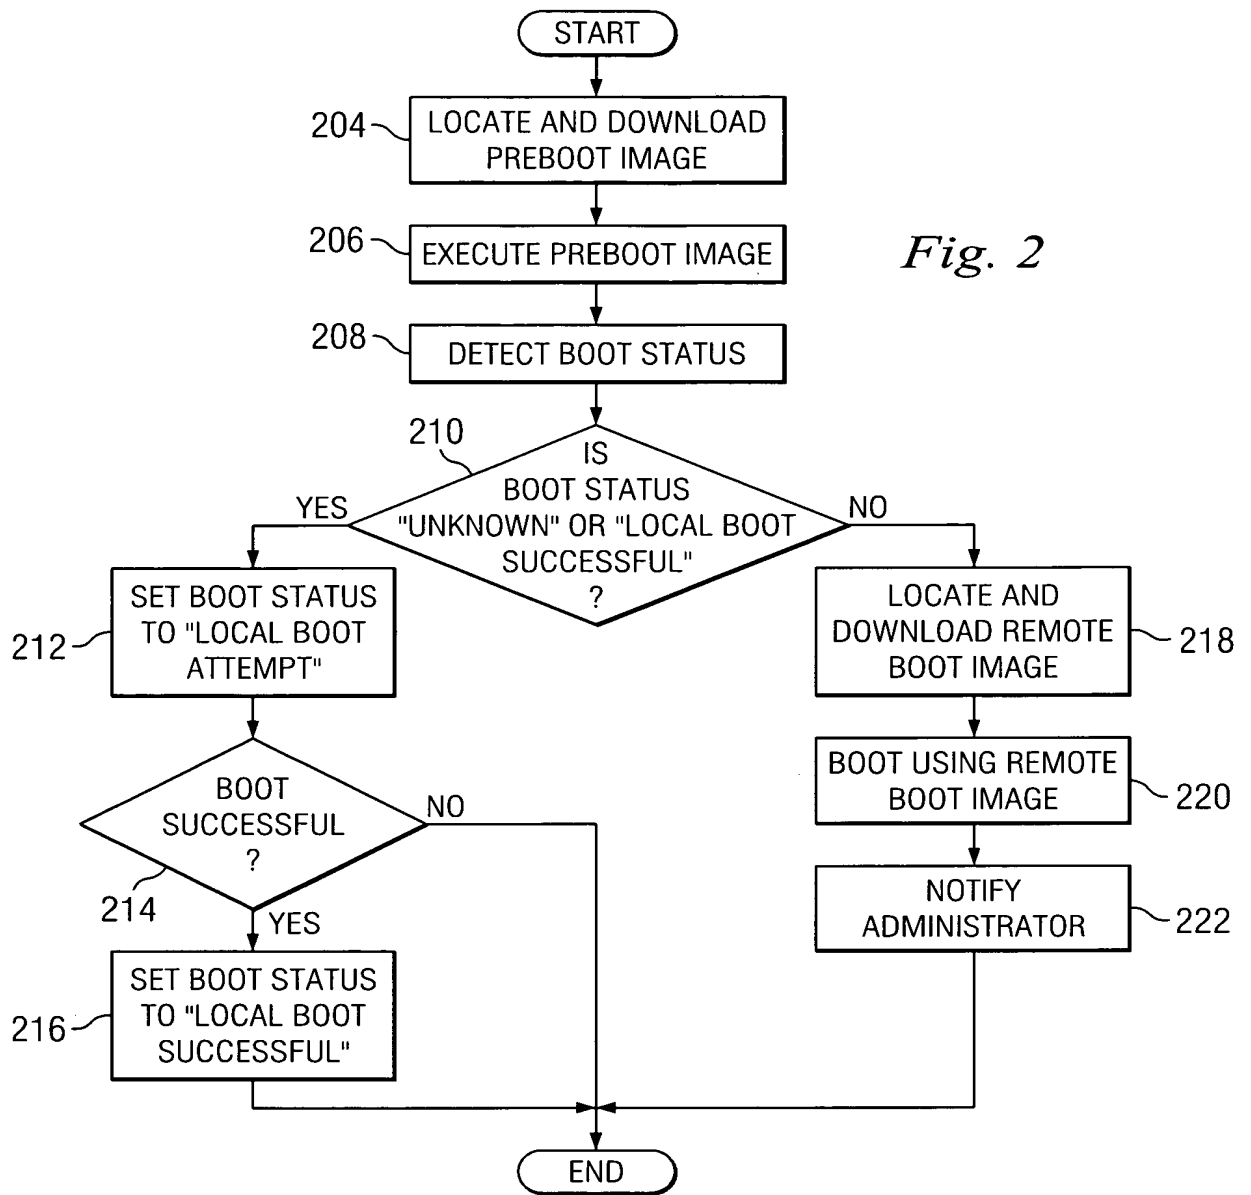 START
204
LOCATE AND DOWNLOAD
PREBOOT IMAGE
206
EXECUTE PREBOOT IMAGE
Fig. 2
208
DETECT BOOT STATUS
210
IS
BOOT STATUS
"UNKNOWN" OR "LOCAL BOOT
SUCCESSFUL"
?
YES
NO
212
SET BOOT STATUS
TO "LOCAL BOOT
ATTEMPT"
LOCATE AND
DOWNLOAD REMOTE
BOOT IMAGE
218
BOOT
SUCCESSFUL
?
NO
214
YES
BOOT USING REMOTE
BOOT IMAGE
220
NOTIFY
ADMINISTRATOR
222
216
SET BOOT STATUS
TO "LOCAL BOOT
SUCCESSFUL"
END